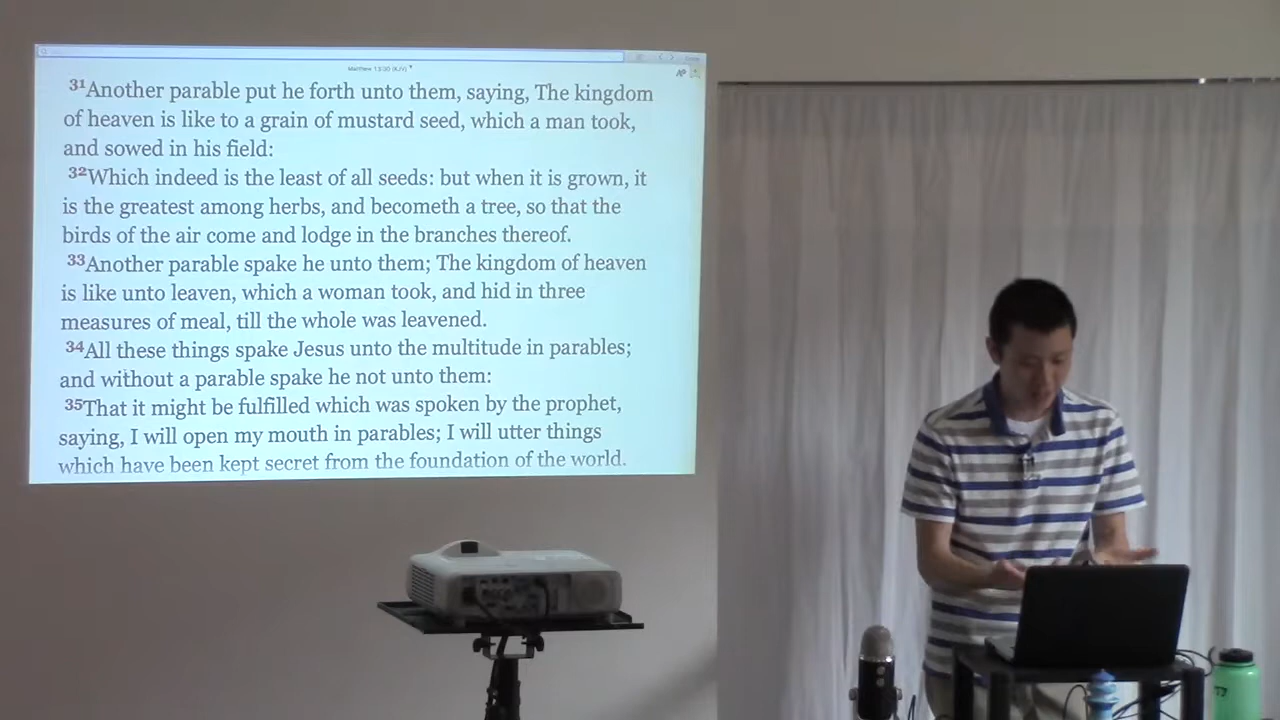 Matthew 13:30 (KJV)
31Another parable put he forth unto them, saying, The kingdom
of heaven is like to a grain of mustard seed, which a man took,
and sowed in his field:
32Which indeed is the least of all seeds: but when it is grown, it
is the greatest among herbs, and becometh a tree, so that the
birds of the air come and lodge in the branches thereof.
33Another parable spake he unto them; The kingdom of heaven
is like unto leaven, which a woman took, and hid in three
measures of meal, till the whole was leavened.
34All these things spake Jesus unto the multitude in parables;
and without a parable spake he not unto them:
35That it might be fulfilled which was spoken by the prophet,
saying, I will open my mouth in parables; I will utter things
which have been kept secret from the foundation of the world.